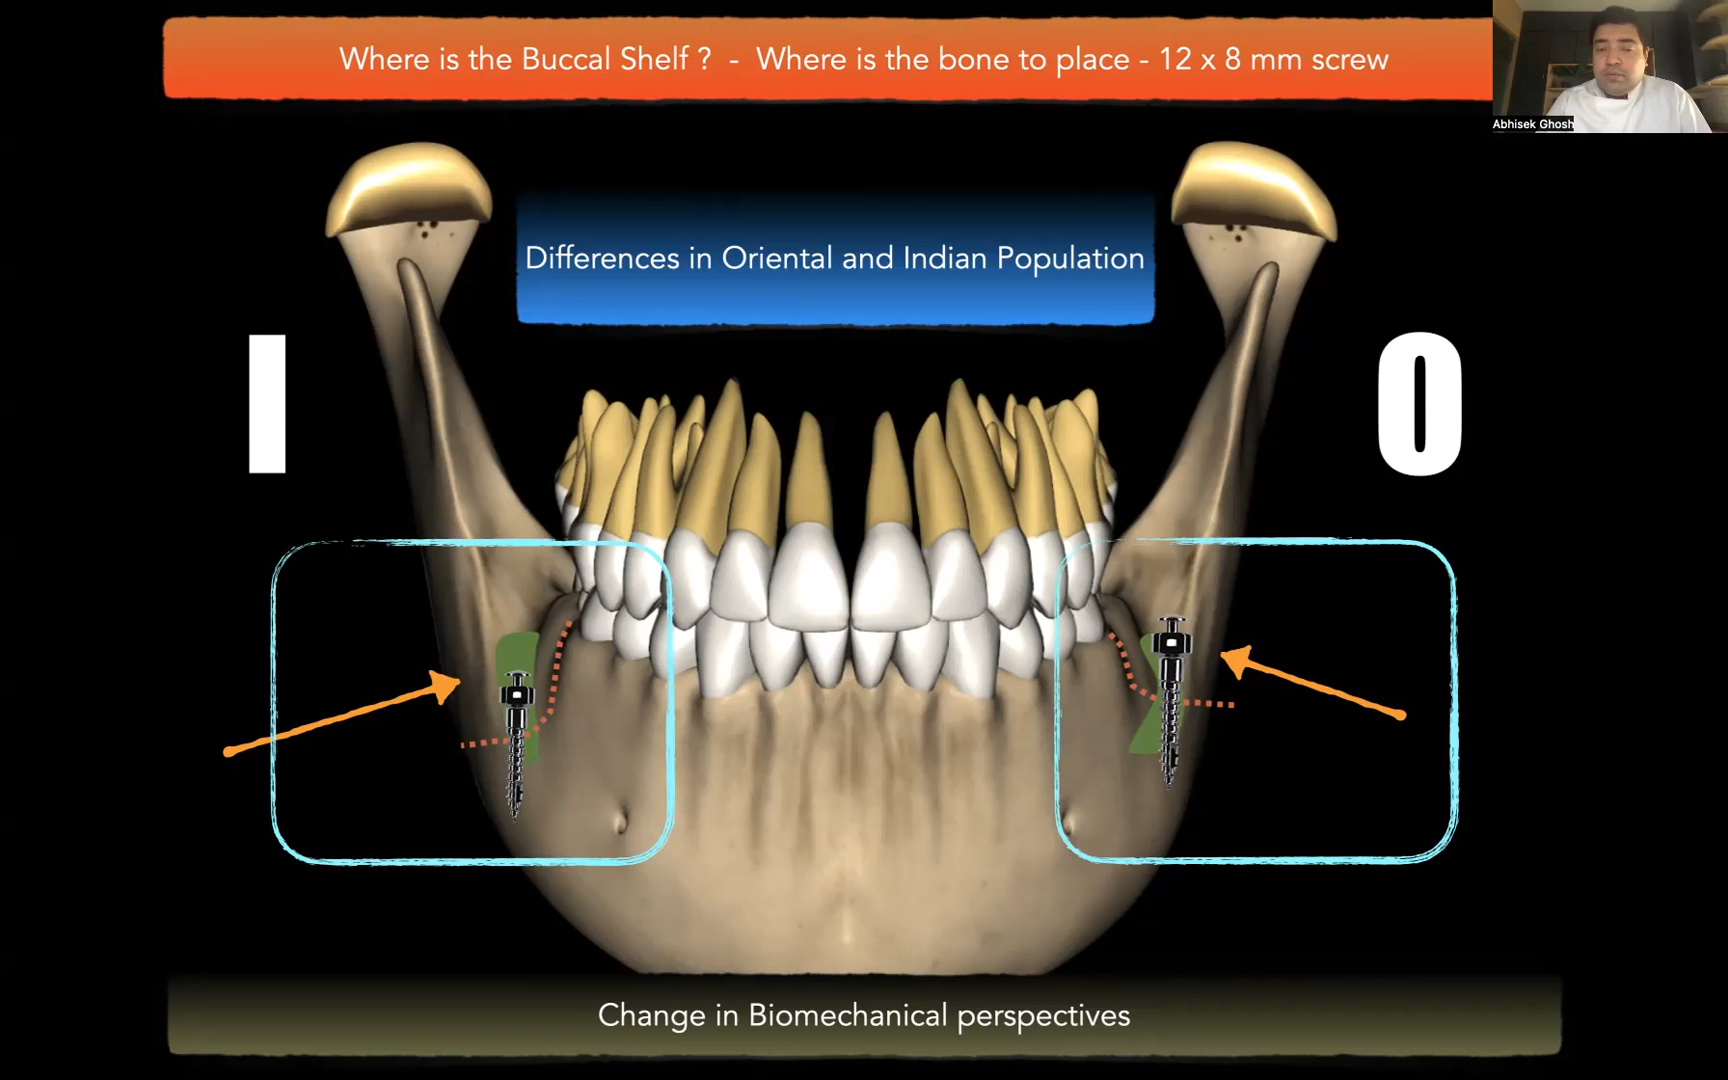 Where is the Buccal Shelf ? - Where is the bone to place - 12 x 8 mm screw
Abhisek Ghosh
Differences in Oriental and Indian Population
I
O
Change in Biomechanical perspectives